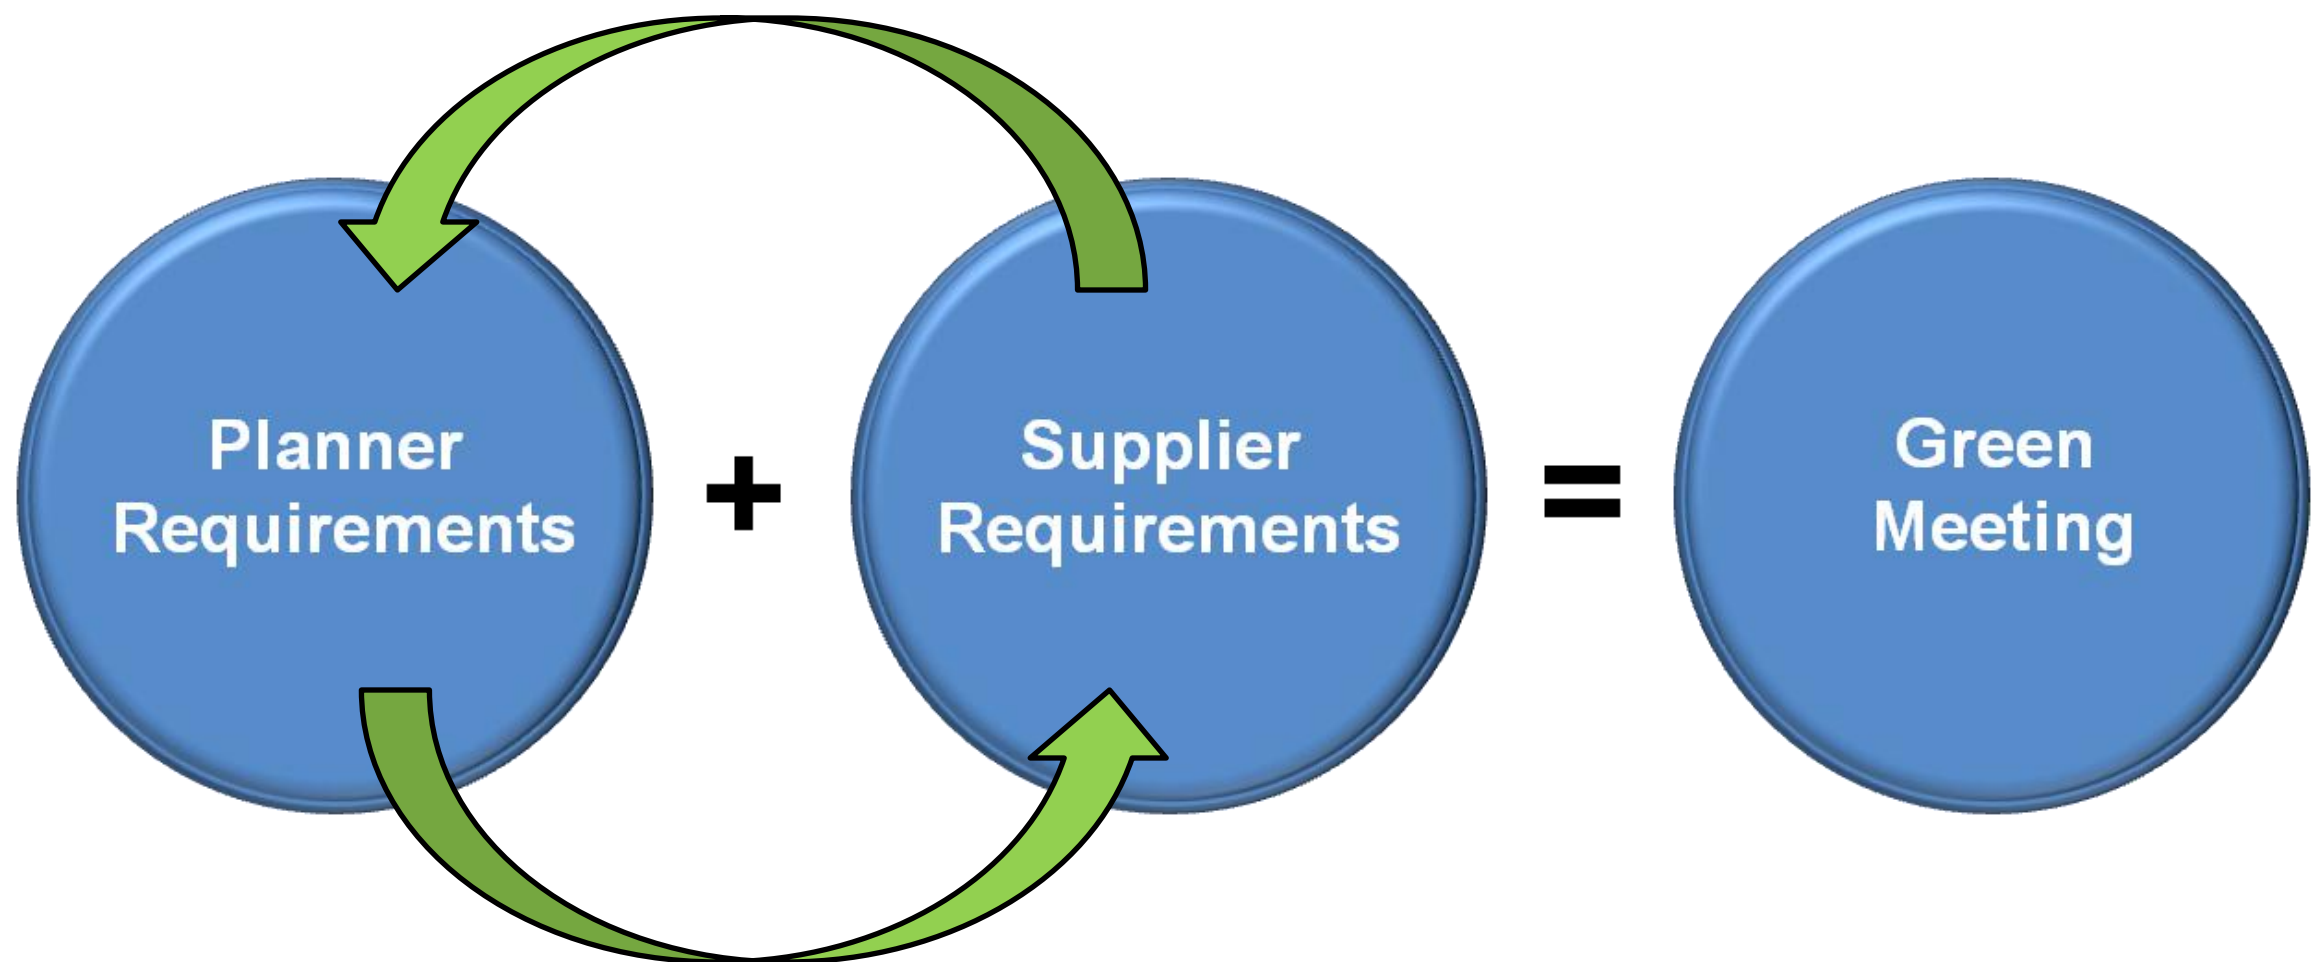 Planner
Requirements
+
Supplier
Requirements
=
Green
Meeting